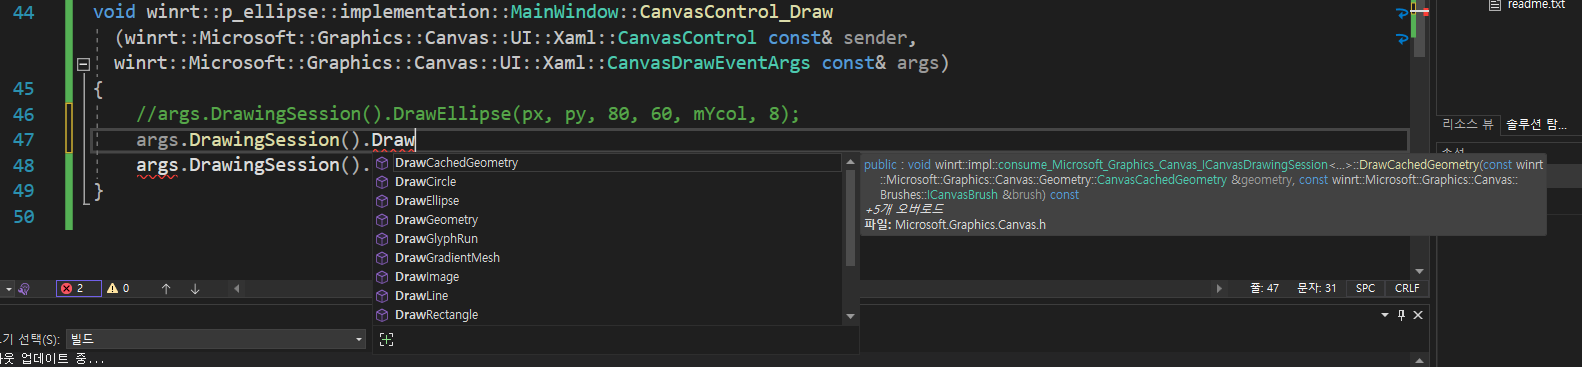 44 void winrt::p_ellipse::implementation::MainWindow::CanvasControl_Draw
(winrt::Microsoft::Graphics::Canvas::UI::Xaml::CanvasControl const& sender,
winrt::Microsoft::Graphics::Canvas::UI::Xaml::CanvasDrawEventArgs const& args)
45 {
46 //args.DrawingSession().DrawEllipse(px, py, 80, 60, mYcol, 8);
47 args.DrawingSession().Draw
48 args.DrawingSession().
49 }
50
DrawCachedGeometry
DrawCircle
DrawEllipse
DrawGeometry
DrawGlyphRun
DrawGradientMesh
DrawImage
DrawLine
DrawRectangle
public : void winrt::impl::consume_Microsoft_Graphics_Canvas_ICanvasDrawingSession<...>::DrawCachedGeometry(const winrt
::Microsoft::Graphics::Canvas::Geometry::CanvasCachedGeometry &geometry, const winrt::Microsoft::Graphics::Canvas::
Brushes::ICanvasBrush &brush) const
+5개 오버로드
파일: Microsoft.Graphics.Canvas.h
readme.txt
리소스 뷰 솔루션 탐...
2 0
줄: 47 문자: 31 SPC CRLF
선택(S): 빌드
업데이트 중...